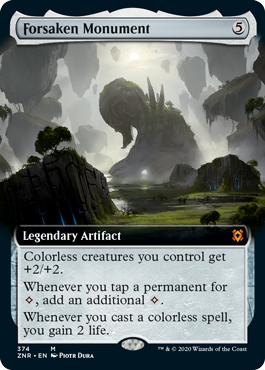 Forsaken Monument 5
Legendary Artifact
Colorless creatures you control get
+2/+2.
Whenever you tap a permanent for
◇, add an additional ◇.
Whenever you cast a colorless spell,
you gain 2 life.
374 M
ZNR • EN Piotr Dura
™ & © 2020 Wizards of the Coast